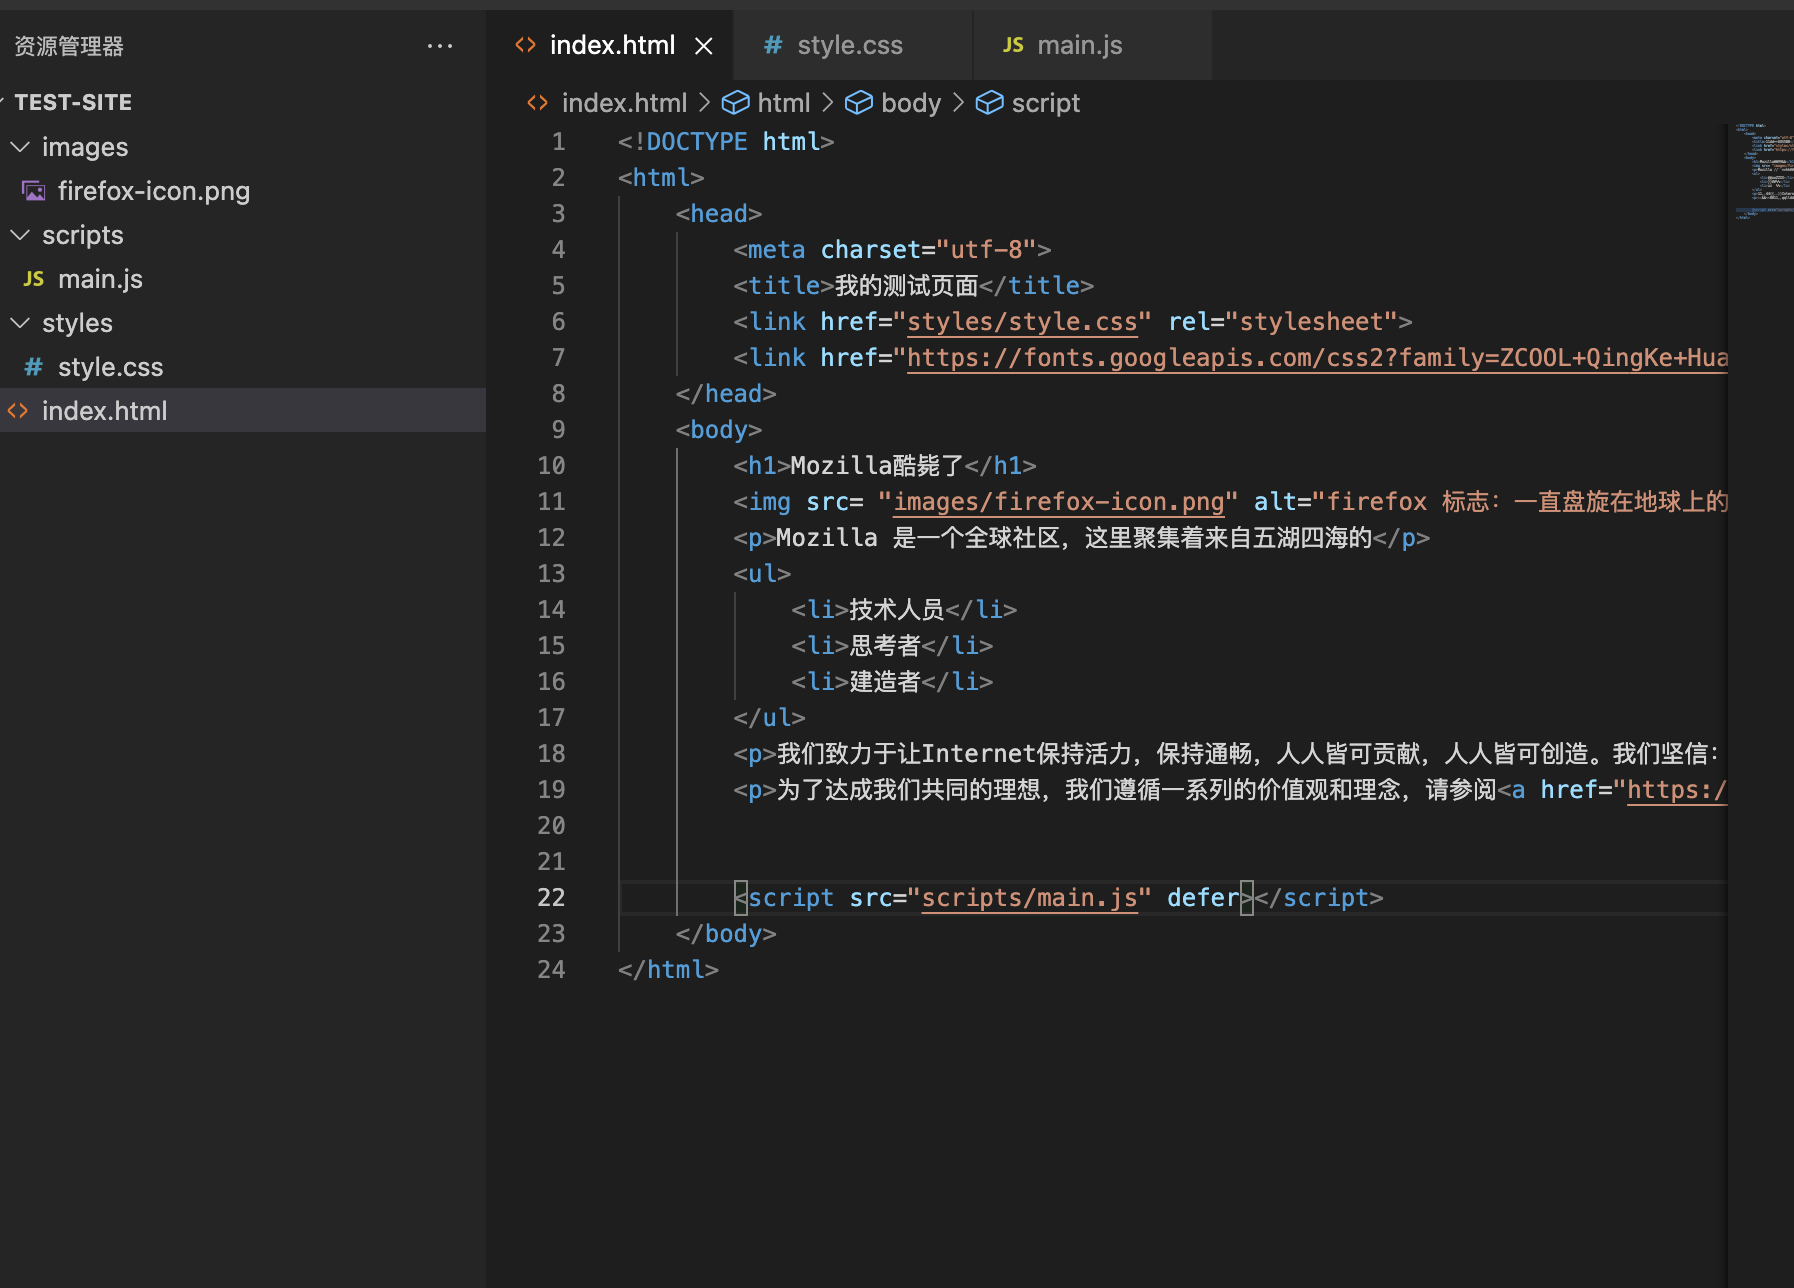 资源管理器
TEST-SITE
images
firefox-icon.png
scripts
JS main.js
styles
# style.css
<> index.html
<> index.html
# style.css
JS main.js
<> index.html > html > body > script
1 <!DOCTYPE html>
2 <html>
3 <head>
4 <meta charset="utf-8">
5 <title>我的测试页面</title>
6 <link href="styles/style.css" rel="stylesheet">
7 <link href="https://fonts.googleapis.com/css2?family=ZCOOL+QingKe+Hua
8 </head>
9 <body>
10 <h1>Mozilla酷毙了</h1>
11 <img src= "images/firefox-icon.png" alt="firefox 标志：一直盘旋在地球上的
12 <p>Mozilla 是一个全球社区，这里聚集着来自五湖四海的</p>
13 <ul>
14 <li>技术人员</li>
15 <li>思考者</li>
16 <li>建造者</li>
17 </ul>
18 <p>我们致力于让Internet保持活力，保持通畅，人人皆可贡献，人人皆可创造。我们坚信：
19 <p>为了达成我们共同的理想，我们遵循一系列的价值观和理念，请参阅<a href="https:/
20
21
22 <script src="scripts/main.js" defer></script>
23 </body>
24 </html>